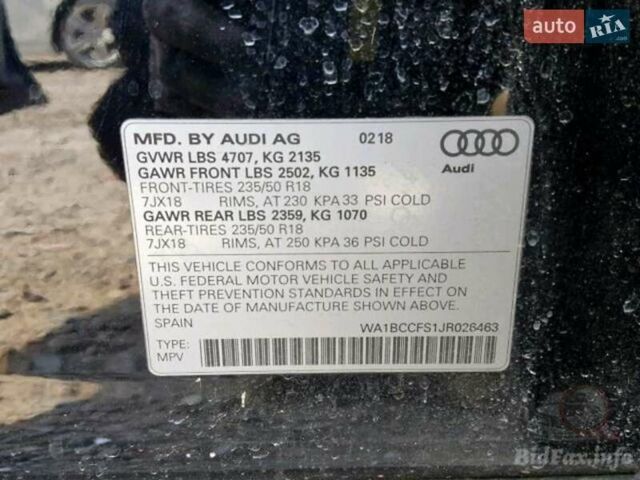 auto RIA
.com
MFD. BY AUDI AG 0218
GVWR LBS 4707, KG 2135
GAWR FRONT LBS 2502, KG 1135
Audi
FRONT-TIRES 235/50 R18
7JX18 RIMS, AT 230 KPA 33 PSI COLD
GAWR REAR LBS 2359, KG 1070
REAR-TIRES 235/50 R18
7JX18 RIMS, AT 250 KPA 36 PSI COLD
THIS VEHICLE CONFORMS TO ALL APPLICABLE
U.S. FEDERAL MOTOR VEHICLE SAFETY AND
THEFT PREVENTION STANDARDS IN EFFECT ON
THE DATE OF MANUFACTURE SHOWN ABOVE.
SPAIN WA1BCCFS1JR026463
TYPE:
MPV
BidFax.info